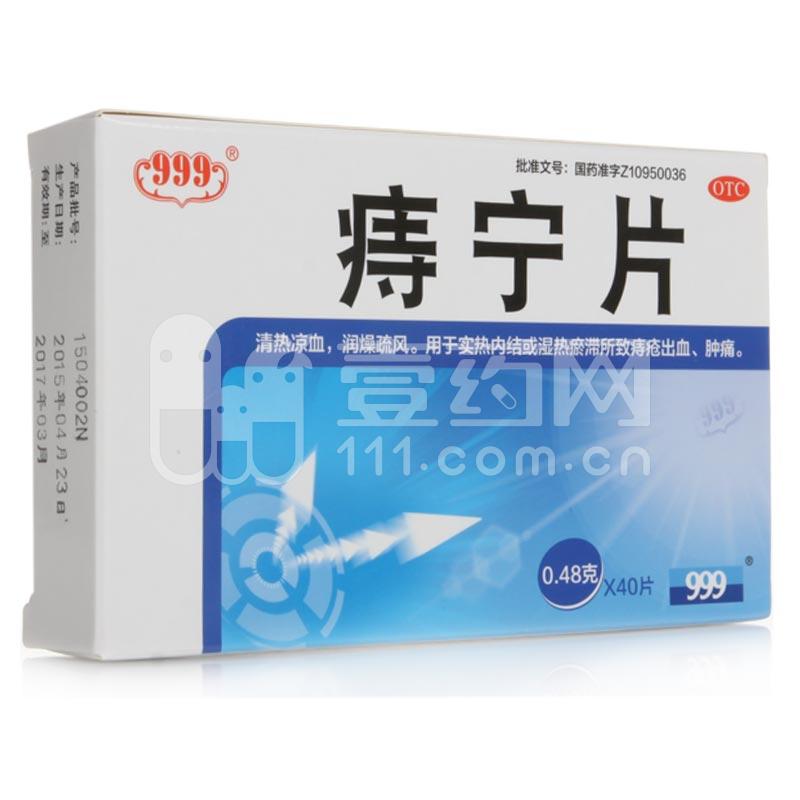 999®
批准文号：国药准字Z10950036
OTC
痔宁片
清热凉血，润燥疏风。用于实热内结或湿热瘀滞所致痔疮出血、肿痛。
壹药网
111.com.cn
999
0.48克
X40片
999®
产品批号：
生产日期：
有效期：至
1504002N
2015年04月23日
2017年03月